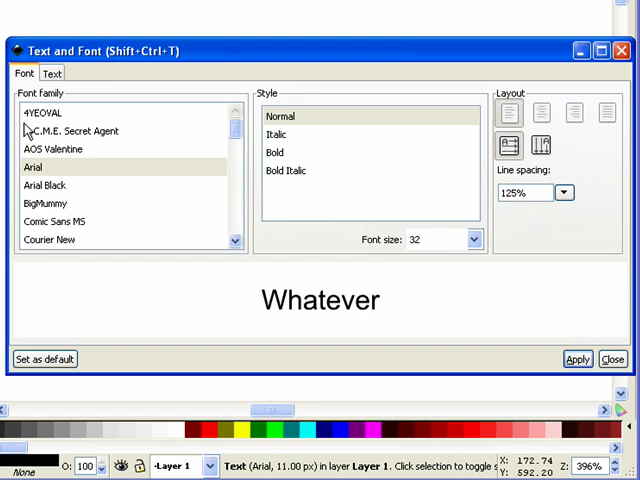 Text and Font (Shift+Ctrl+T)
Font Text
Font family
4YEOVAL
C.M.E. Secret Agent
AOS Valentine
Arial
Arial Black
BigMummy
Comic Sans MS
Courier New
Style
Normal
Italic
Bold
Bold Italic
Font size: 32
Layout
Line spacing:
125%
Whatever
Set as default
Apply
Close
None
O: 100
Layer 1
Text (Arial, 11.00 px) in layer Layer 1. Click selection to toggle s
X: 172.74
Y: 592.20
Z: 396%